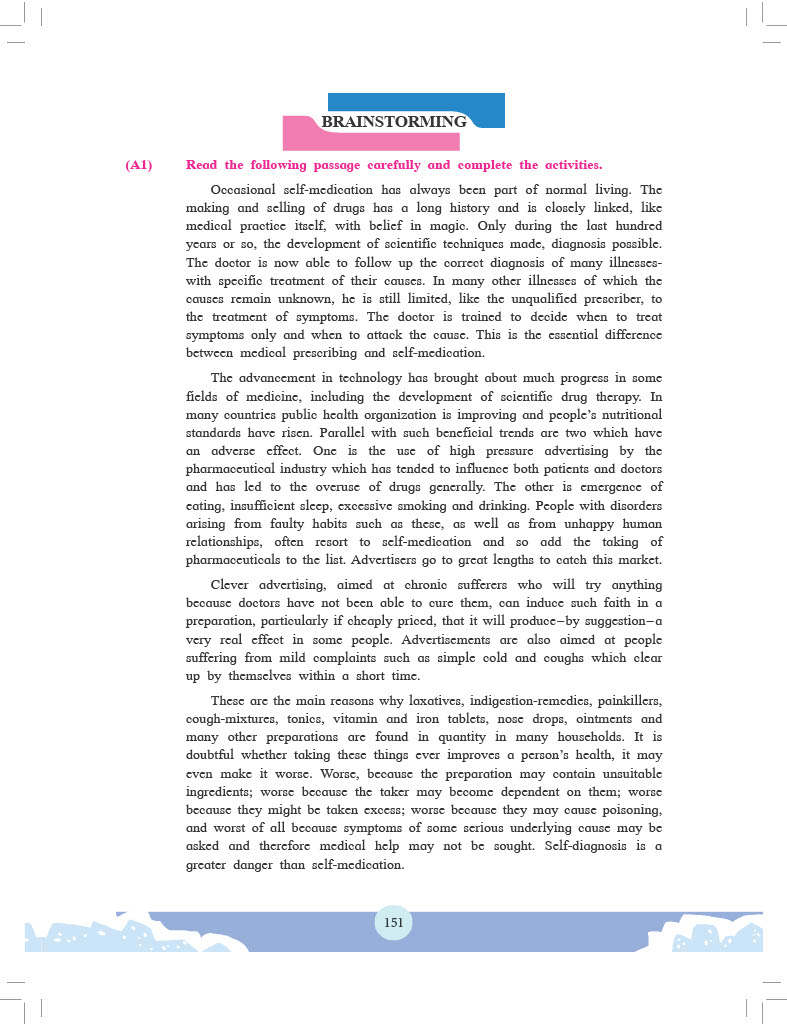 BRAINSTORMING
(A1) Read the following passage carefully and complete the activities.
Occasional self-medication has always been part of normal living. The
making and selling of drugs has a long history and is closely linked, like
medical practice itself, with belief in magic. Only during the last hundred
years or so, the development of scientific techniques made, diagnosis possible.
The doctor is now able to follow up the correct diagnosis of many illnesses-
with specific treatment of their causes. In many other illnesses of which the
causes remain unknown, he is still limited, like the unqualified prescriber, to
the treatment of symptoms. The doctor is trained to decide when to treat
symptoms only and when to attack the cause. This is the essential difference
between medical prescribing and self-medication.
The advancement in technology has brought about much progress in some
fields of medicine, including the development of scientific drug therapy. In
many countries public health organization is improving and people's nutritional
standards have risen. Parallel with such beneficial trends are two which have
an adverse effect. One is the use of high pressure advertising by the
pharmaceutical industry which has tended to influence both patients and doctors
and has led to the overuse of drugs generally. The other is emergence of
eating, insufficient sleep, excessive smoking and drinking. People with disorders
arising from faulty habits such as these, as well as from unhappy human
relationships, often resort to self-medication and so add the taking of
pharmaceuticals to the list. Advertisers go to great lengths to catch this market.
Clever advertising, aimed at chronic sufferers who will try anything
because doctors have not been able to cure them, can induce such faith in a
preparation, particularly if cheaply priced, that it will produce–by suggestion–a
very real effect in some people. Advertisements are also aimed at people
suffering from mild complaints such as simple cold and coughs which clear
up by themselves within a short time.
These are the main reasons why laxatives, indigestion-remedies, painkillers,
cough-mixtures, tonics, vitamin and iron tablets, nose drops, ointments and
many other preparations are found in quantity in many households. It is
doubtful whether taking these things ever improves a person's health, it may
even make it worse. Worse, because the preparation may contain unsuitable
ingredients; worse because the taker may become dependent on them; worse
because they might be taken excess; worse because they may cause poisoning,
and worst of all because symptoms of some serious underlying cause may be
asked and therefore medical help may not be sought. Self-diagnosis is a
greater danger than self-medication.
151